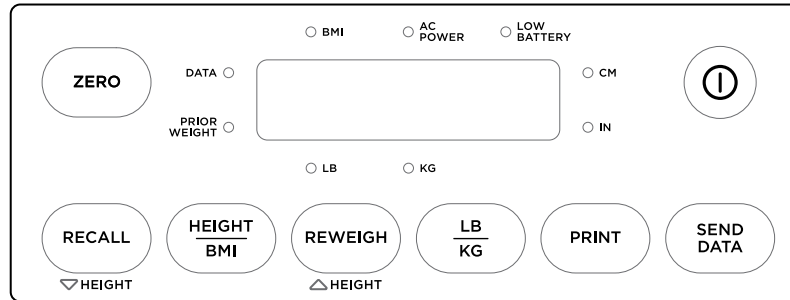 BMI
AC
POWER
LOW
BATTERY
ZERO
DATA
CM
PRIOR
WEIGHT
IN
LB
KG
RECALL
HEIGHT
BMI
REWEIGH
LB
KG
PRINT
SEND
DATA
HEIGHT
HEIGHT